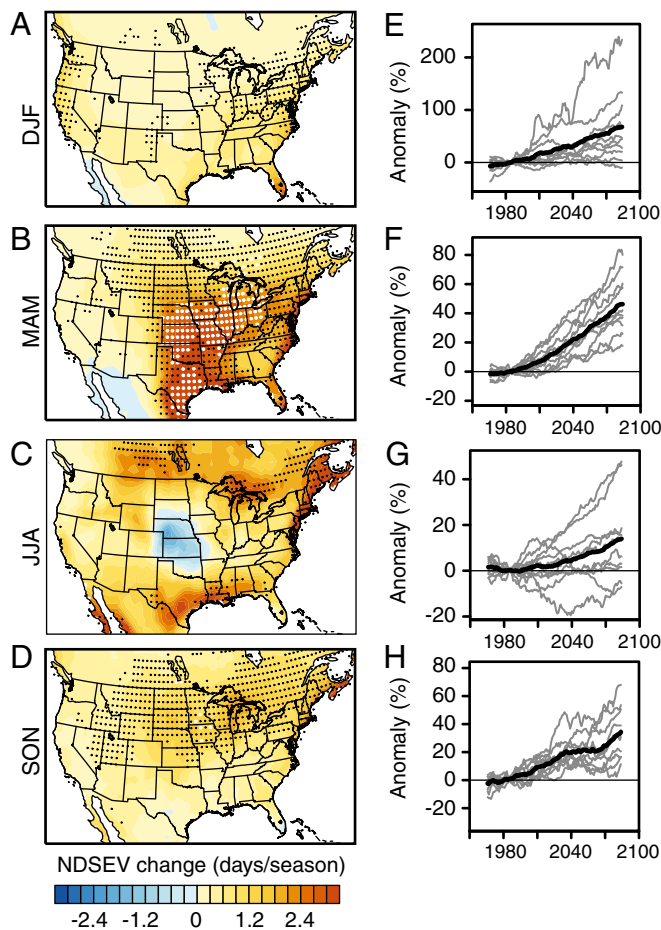 A
DJF
B
MAM
C
JJA
D
SON
NDSEV change (days/season)
-2.4 -1.2 0 1.2 2.4
E
Anomaly (%)
200
100
0
1980 2040 2100
F
Anomaly (%)
80
60
40
20
0
-20
1980 2040 2100
G
Anomaly (%)
40
20
0
-20
1980 2040 2100
H
Anomaly (%)
80
60
40
20
0
-20
1980 2040 2100